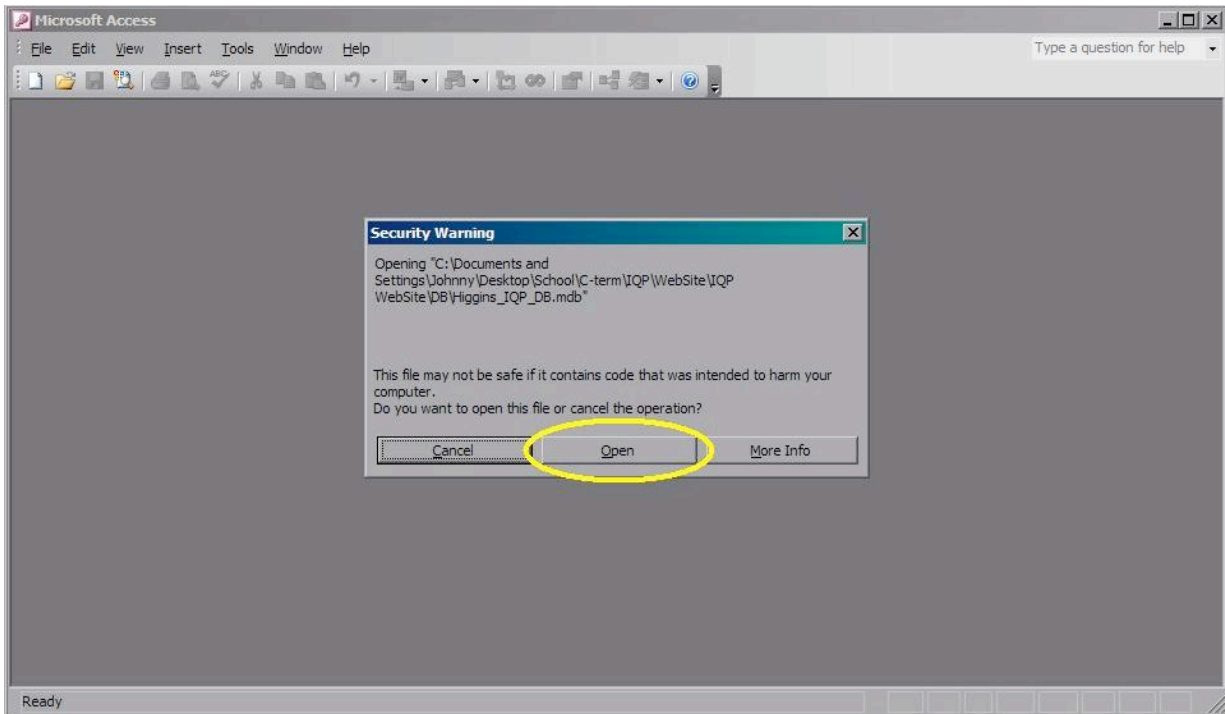 Microsoft Access
File Edit View Insert Tools Window Help
Type a question for help
Security Warning
Opening "C:\Documents and
Settings\Johnny\Desktop\School\C-term\IQP\WebSite\IQP
WebSite\DB\Higgins_IQP_DB.mdb"
This file may not be safe if it contains code that was intended to harm your
computer.
Do you want to open this file or cancel the operation?
Cancel Open More Info
Ready